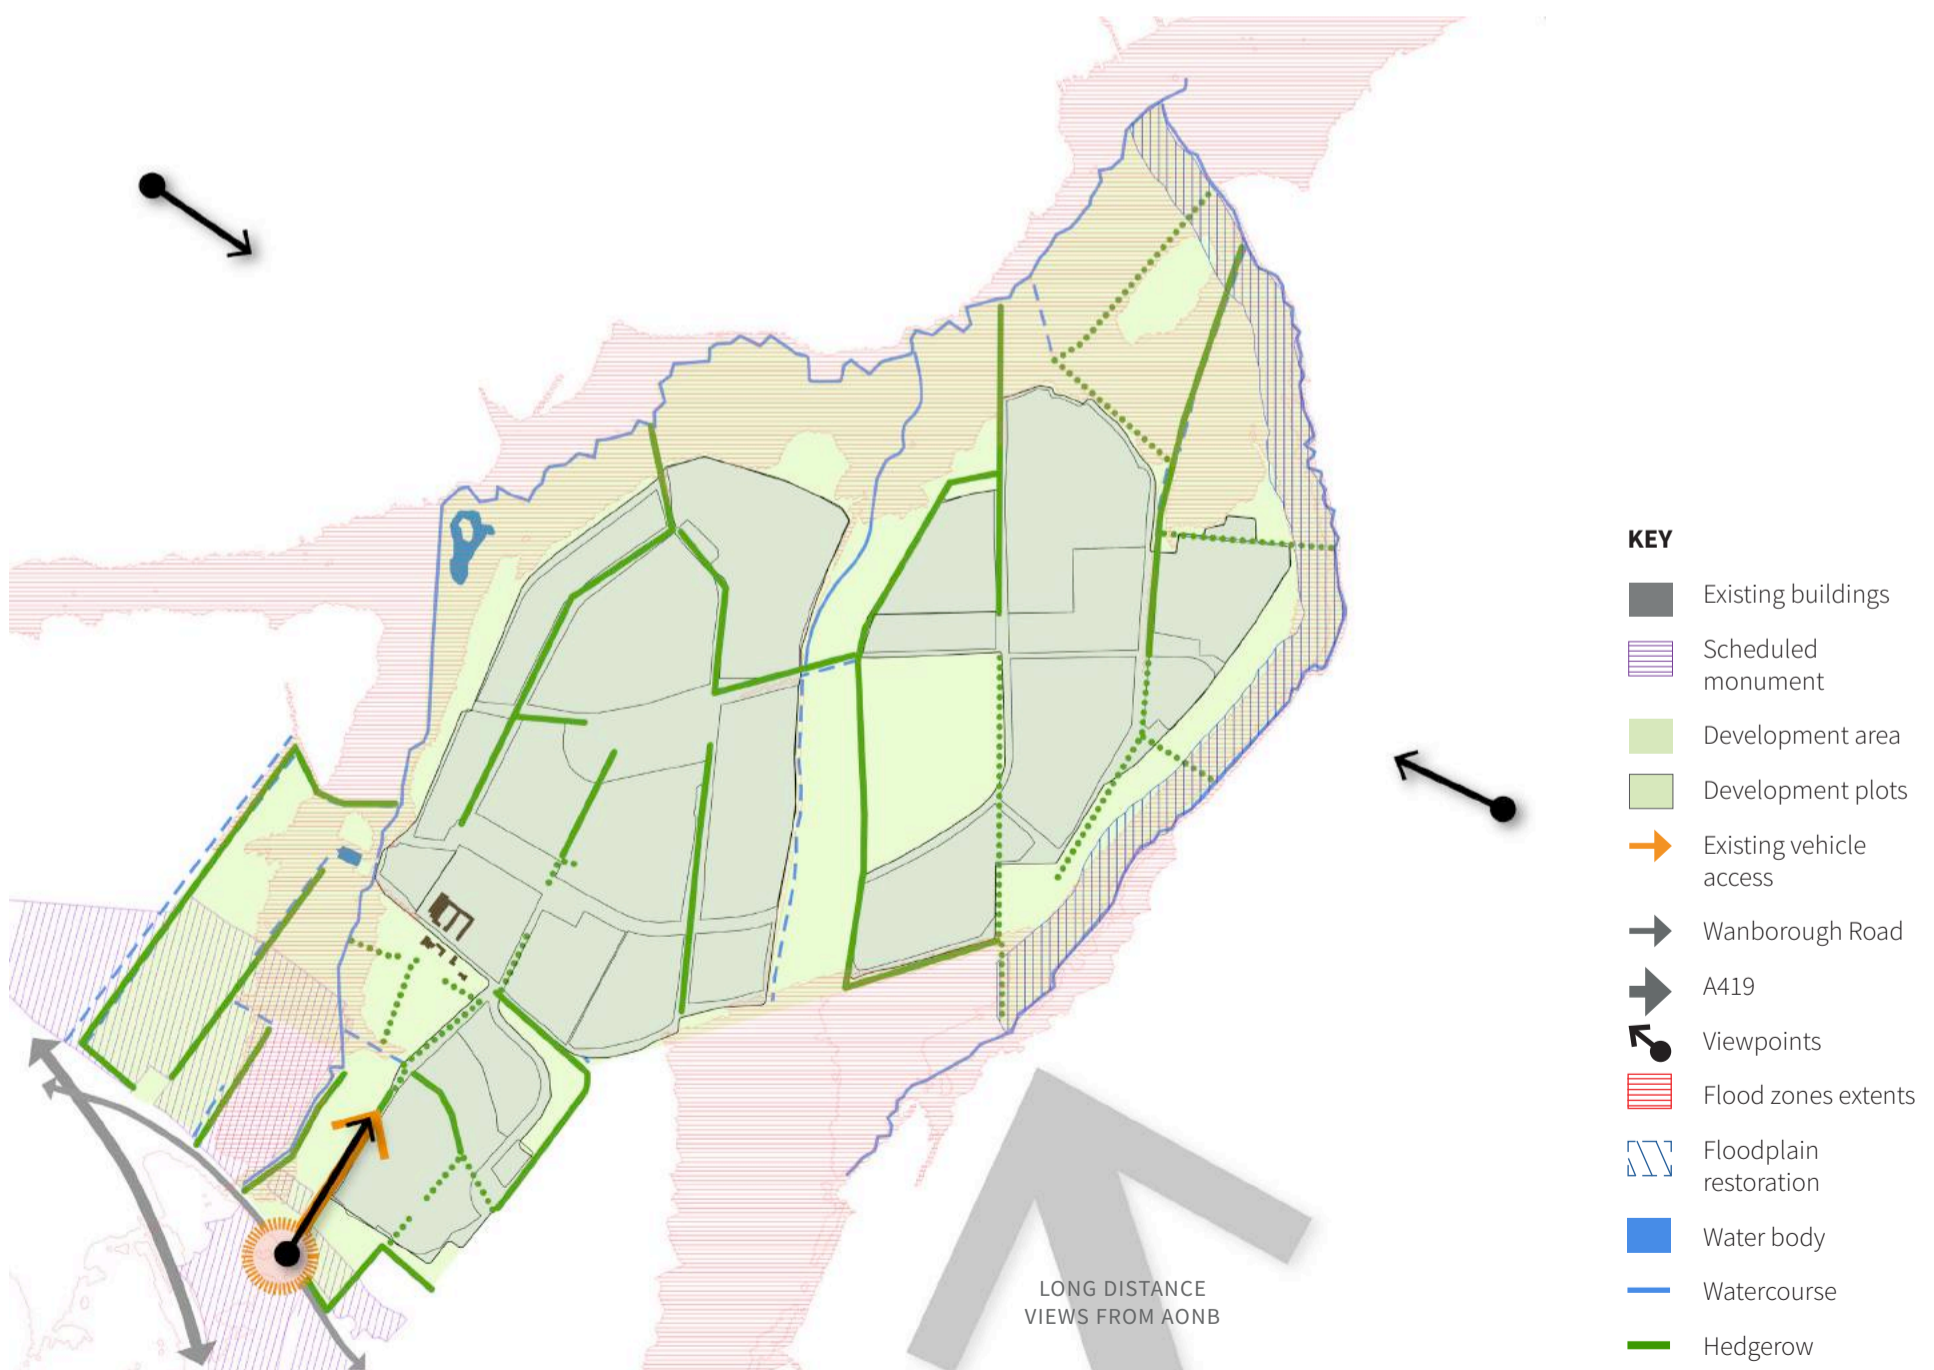 LONG DISTANCE
VIEWS FROM AONB
KEY
Existing buildings
Scheduled
monument
Development area
Development plots
Existing vehicle
access
Wanborough Road
A419
Viewpoints
Flood zones extents
Floodplain
restoration
Water body
Watercourse
Hedgerow